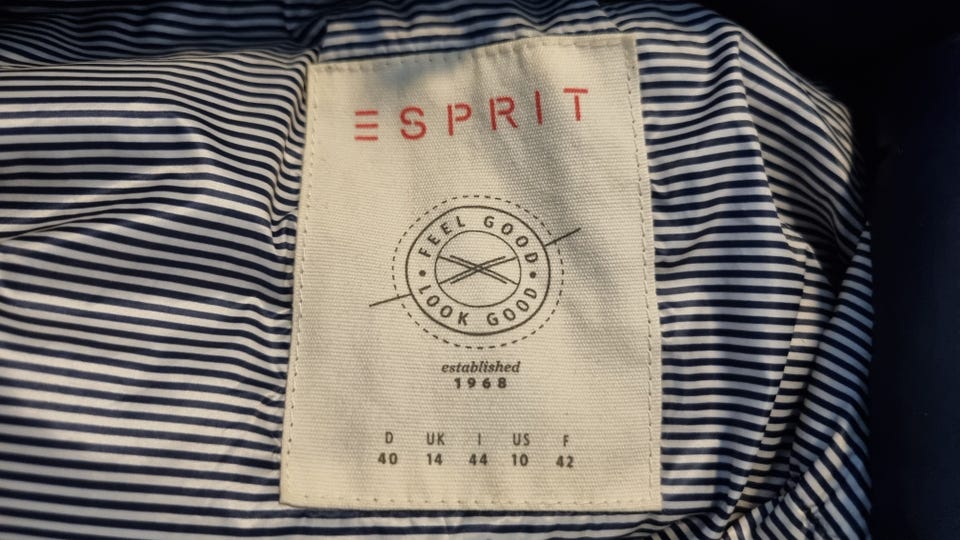 ESPRIT
FEEL GOOD
• LOOK GOOD •
established
1968
D UK I US F
40 14 44 10 42